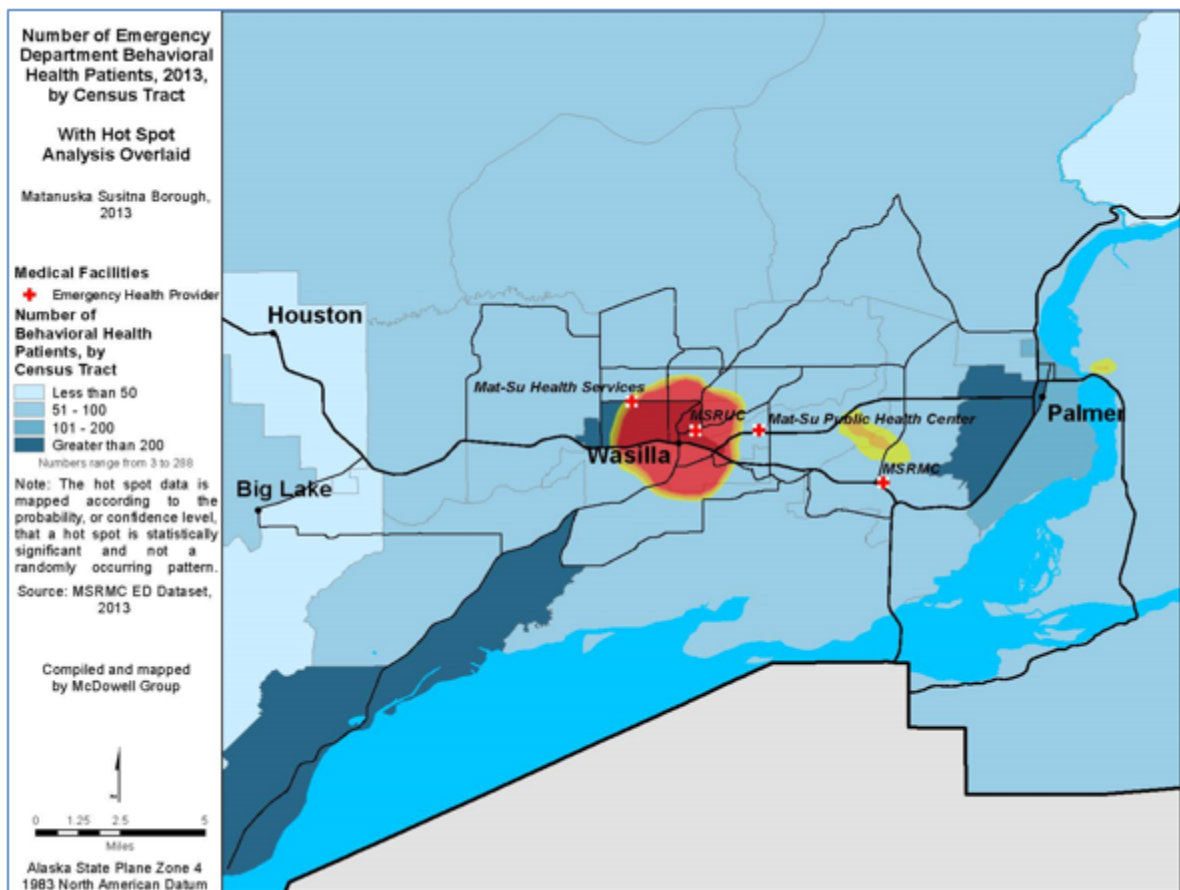 Number of Emergency
Department Behavioral
Health Patients, 2013,
by Census Tract
With Hot Spot
Analysis Overlaid
Matanuska Susitna Borough,
2013
Medical Facilities
Emergency Health Provider
Number of
Behavioral Health
Patients, by
Census Tract
Less than 50
51 - 100
101 - 200
Greater than 200
Numbers range from 3 to 288
Note: The hot spot data is
mapped according to the
probability, or confidence level,
that a hot spot is statistically
significant and not a
randomly occurring pattern.
Source: MSRMC ED Dataset,
2013
Compiled and mapped
by McDowell Group
0 1.25 2.5 5
Miles
Alaska State Plane Zone 4
1983 North American Datum
Houston
Mat-Su Health Services
MSRUC
Mat-Su Public Health Center
Palmer
Wasilla
MSRMC
Big Lake